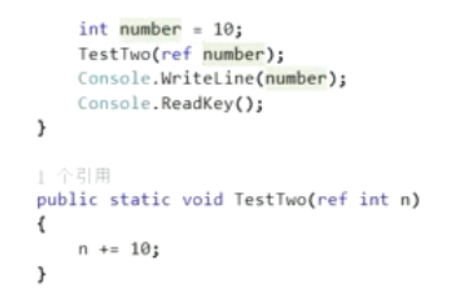 int number = 10;
TestTwo(ref number);
Console.WriteLine(number);
Console.ReadKey();
}
1 个引用
public static void TestTwo(ref int n)
{
n += 10;
}